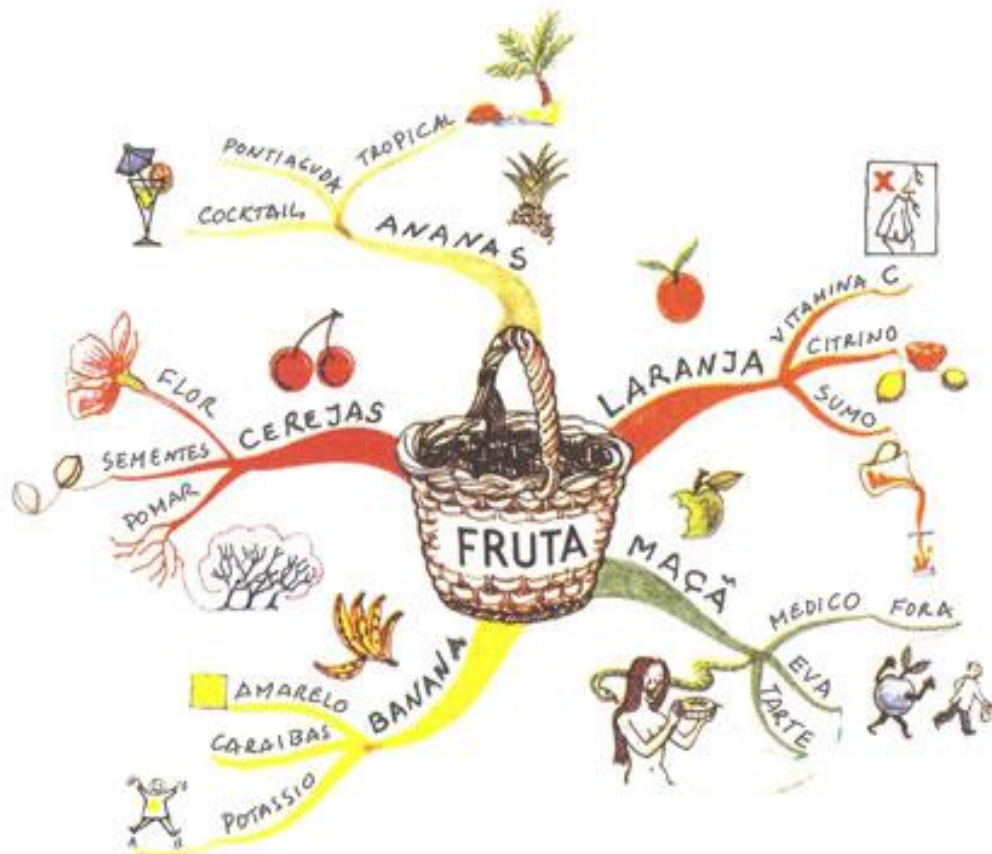 FRUTA
ANANAS
PONTIAGUDA
TROPICAL
COCKTAIL
LARANJA
VITAMINA C
CITRINO
SUMO
MAÇÃ
MEDICO
FORA
EVA
TARTE
BANANA
AMARELO
CARAIBAS
POTASSIO
CEREJAS
FLOR
SEMENTES
POMAR